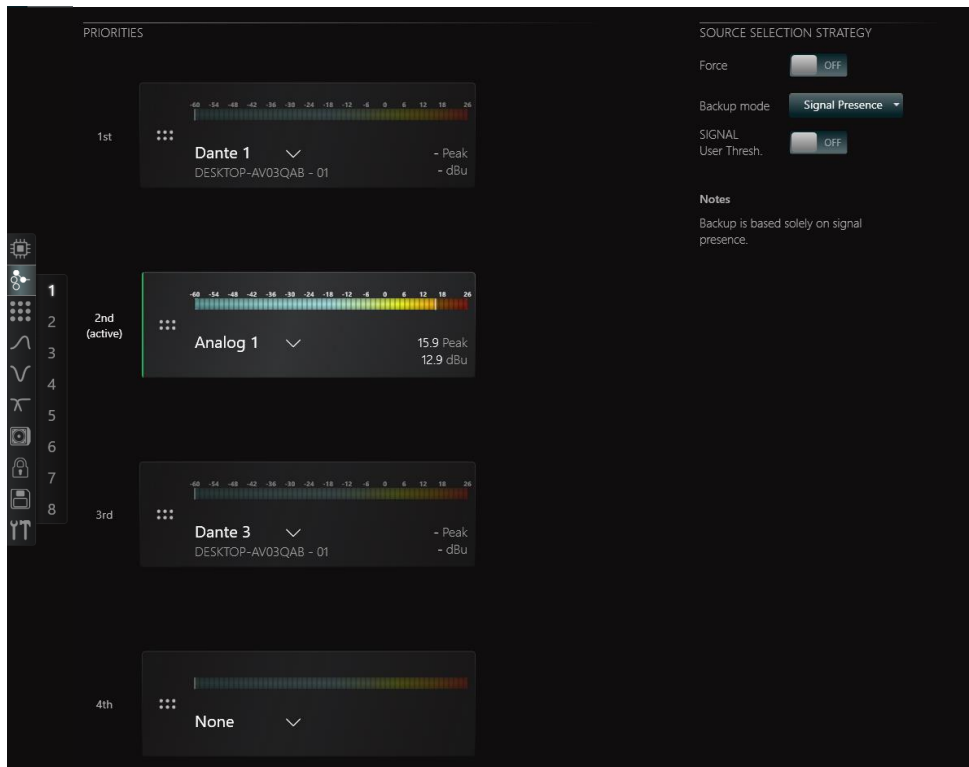 PRIORITIES
1st
-60 -54 -48 -42 -36 -30 -24 -18 -12 -6 0 6 12 18 26
Dante 1
- Peak
DESKTOP-AV03QAB - 01
- dBu
2nd
(active)
-60 -54 -48 -42 -36 -30 -24 -18 -12 -6 0 6 12 18 26
Analog 1
15.9 Peak
12.9 dBu
3rd
-60 -54 -48 -42 -36 -30 -24 -18 -12 -6 0 6 12 18 26
Dante 3
- Peak
DESKTOP-AV03QAB - 01
- dBu
4th
None
1
2
3
4
5
6
7
8
SOURCE SELECTION STRATEGY
Force OFF
Backup mode Signal Presence
SIGNAL
User Thresh. OFF
Notes
Backup is based solely on signal
presence.